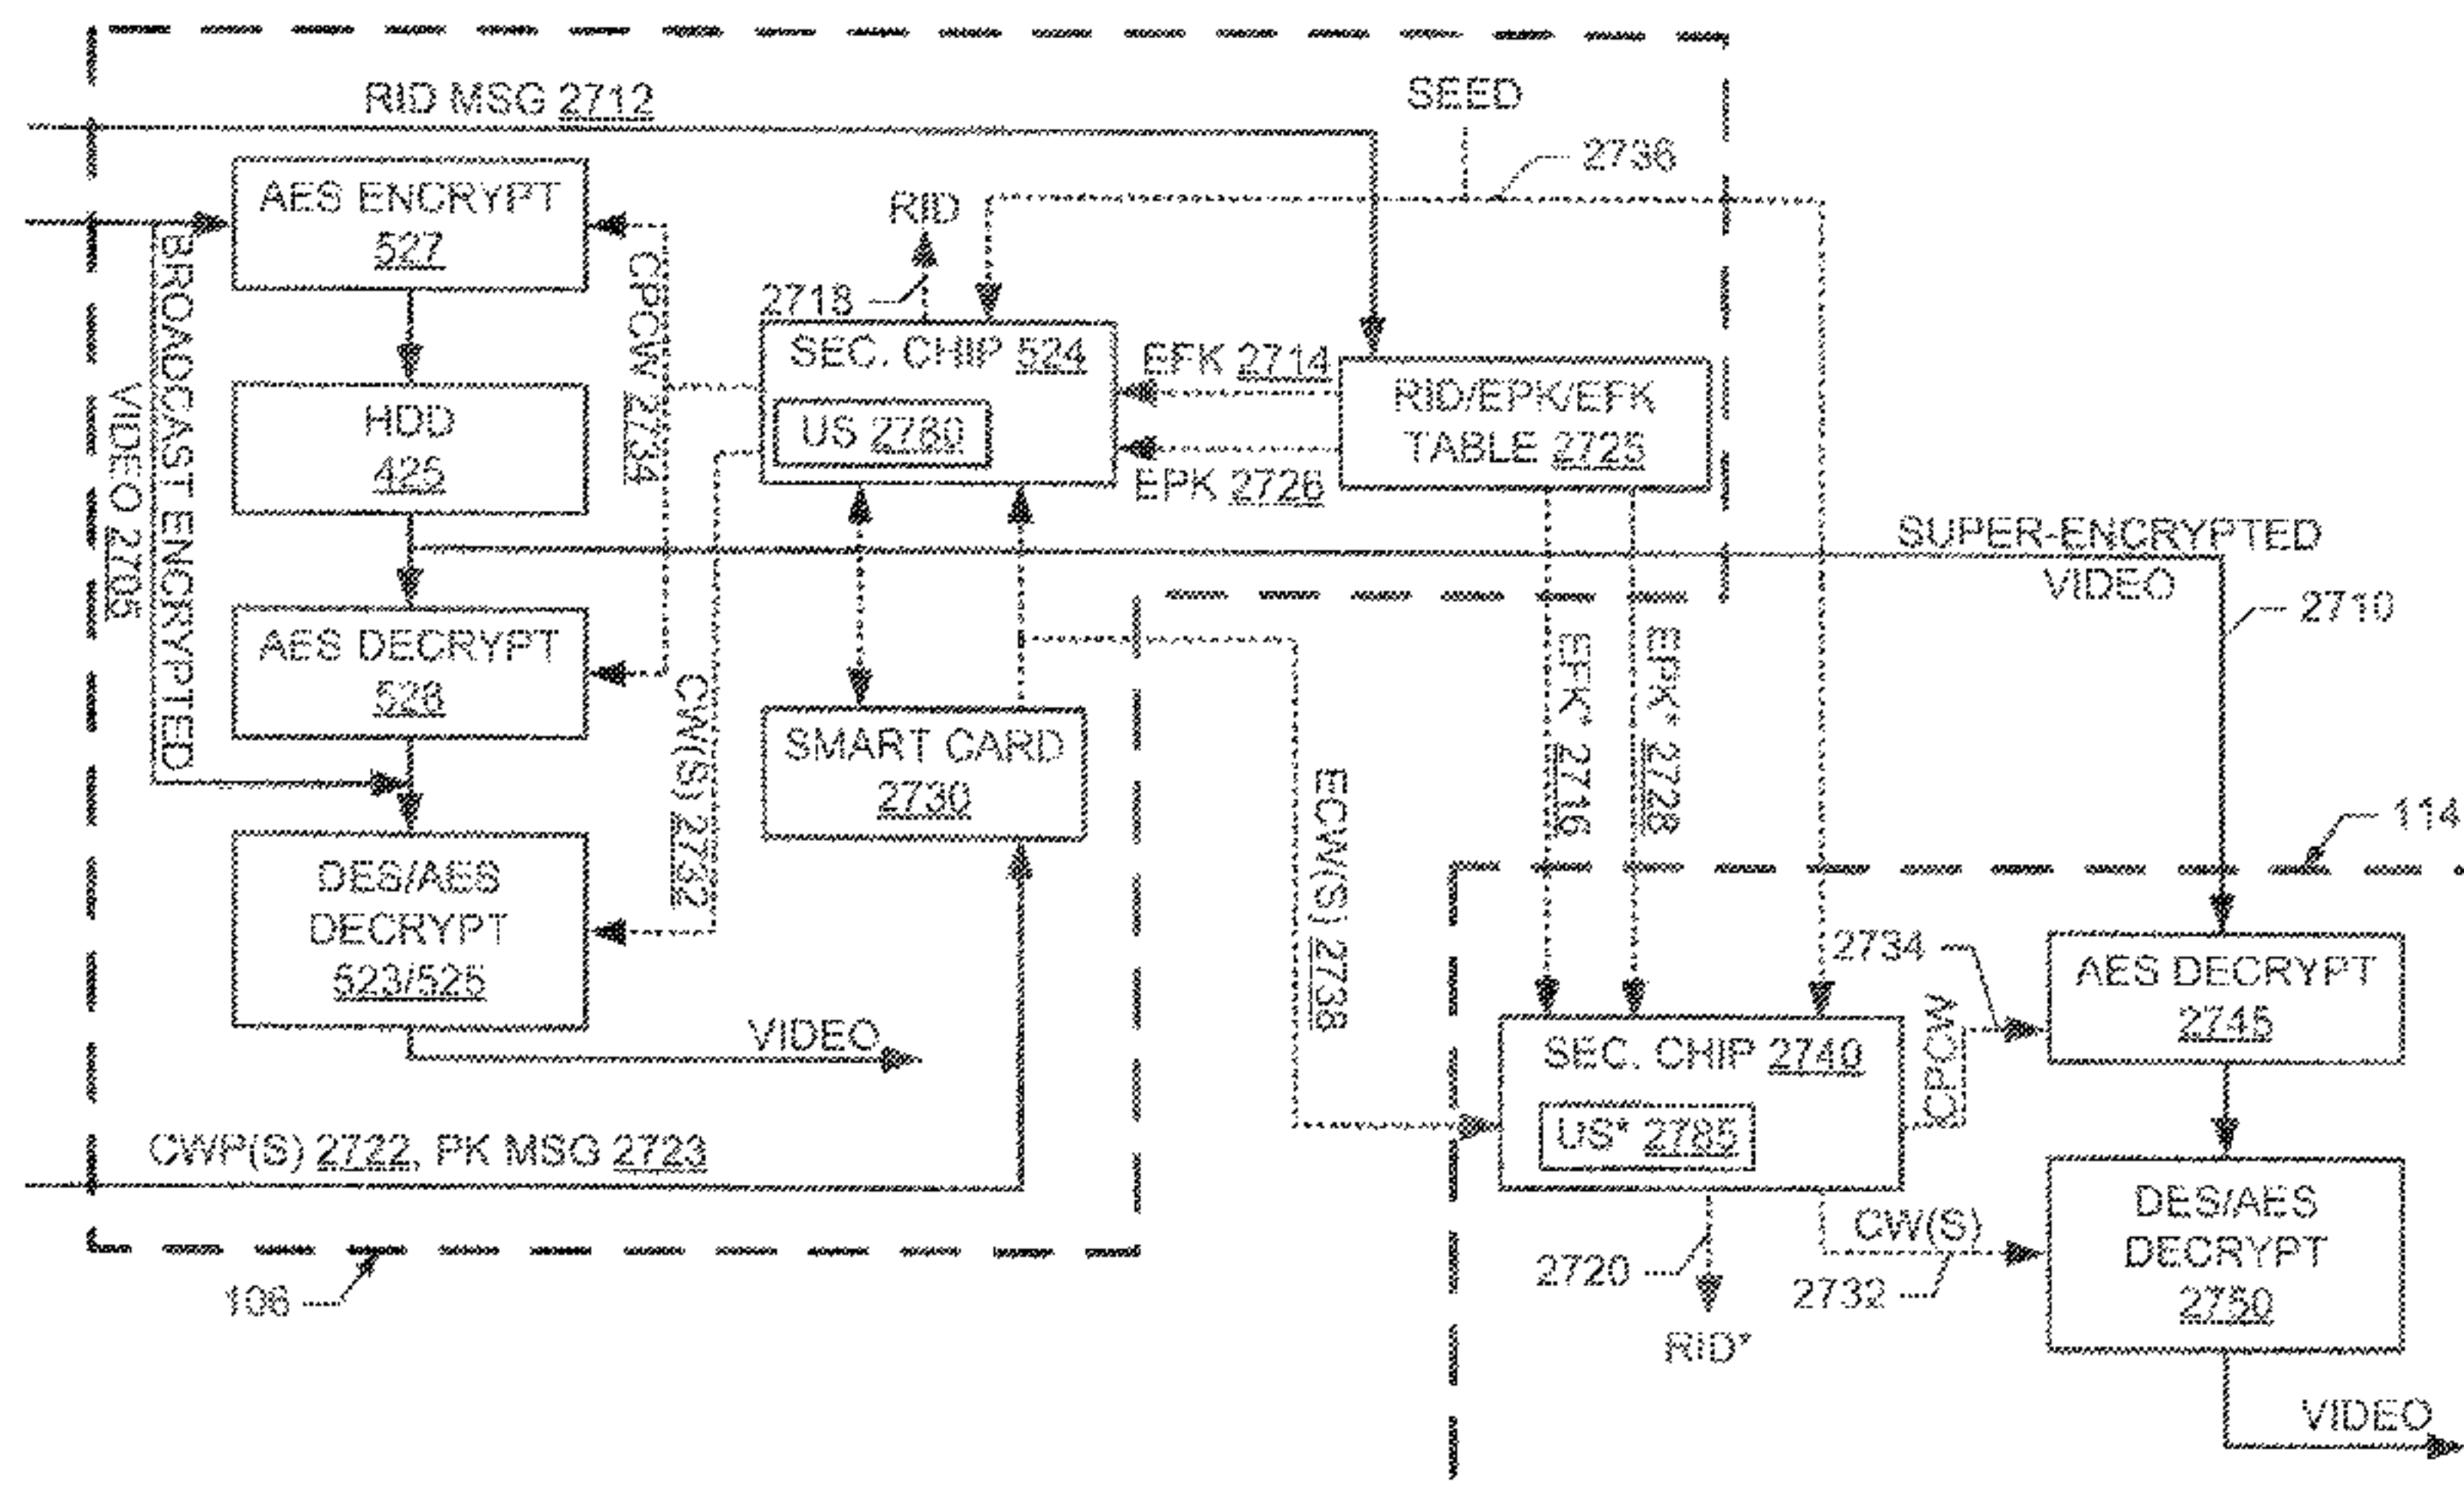 RID MSG 2712
SEED
2736
AES ENCRYPT
527
RID
2718
CPCW 2734
BROADCAST ENCRYPTED
VIDEO 2705
SEC. CHIP 524
US 2760
EFK 2714
EPK 2726
RID/EPK/EFK
TABLE 2725
HDD
425
SUPER-ENCRYPTED
VIDEO
2710
AES DECRYPT
526
CW(S) 2732
SMART CARD
2730
EFK* 2716
EPK* 2728
ECW(S) 2738
114
DES/AES
DECRYPT
523/525
VIDEO
2734
AES DECRYPT
2745
CPCW
SEC. CHIP 2740
US* 2765
CWP(S) 2722, PK MSG 2723
DES/AES
DECRYPT
2750
CW(S)
2720
2732
106
RID*
VIDEO